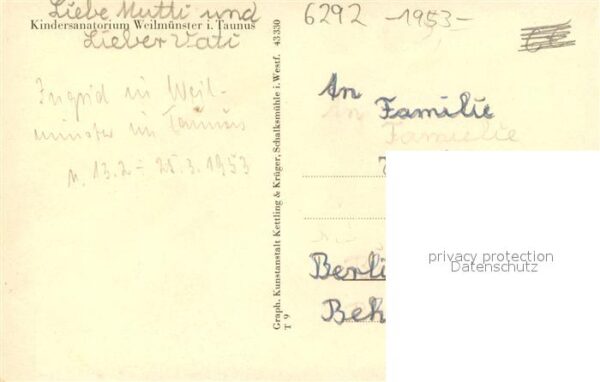 Liebe Mutti und
Kindersanatorium Weilmünster i. Taunus
Lieber Vati
Ingrid in Weil-
münster im Taunus
v. 13.2 - 25.3. 1953
Graph. Kunstanstalt Kettling & Krüger, Schalksmühle i. Westf. 43330
T 9
6292 -1953-
An Familie
An Familie
Berli
Beh
privacy protection
Datenschutz